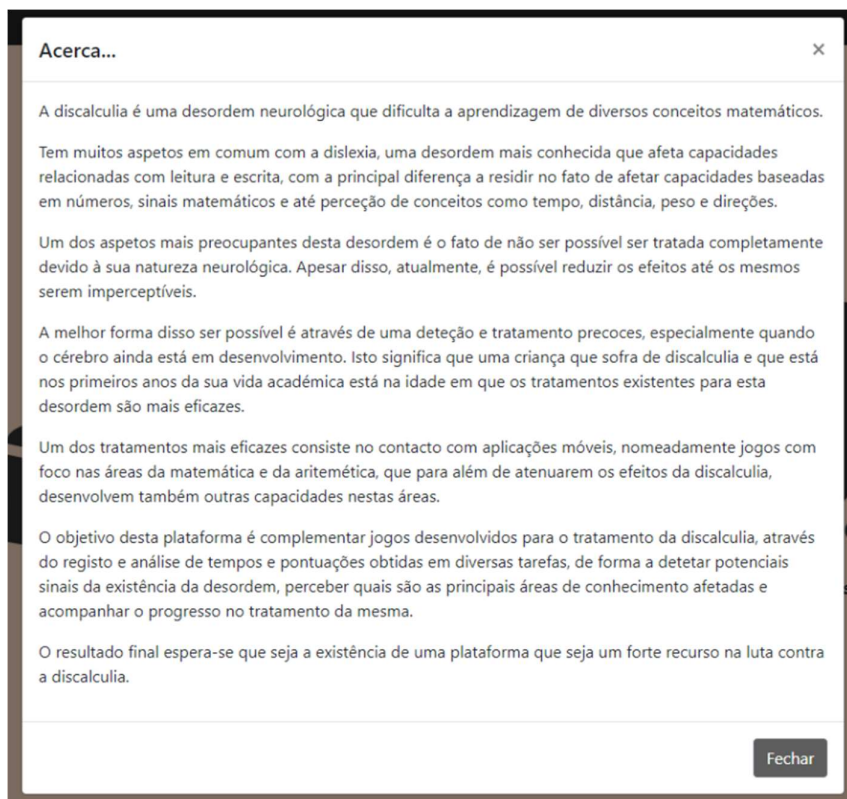 Acerca...
×
A discalculia é uma desordem neurológica que dificulta a aprendizagem de diversos conceitos matemáticos.
Tem muitos aspetos em comum com a dislexia, uma desordem mais conhecida que afeta capacidades
relacionadas com leitura e escrita, com a principal diferença a residir no fato de afetar capacidades baseadas
em números, sinais matemáticos e até perceção de conceitos como tempo, distância, peso e direções.
Um dos aspetos mais preocupantes desta desordem é o fato de não ser possível ser tratada completamente
devido à sua natureza neurológica. Apesar disso, atualmente, é possível reduzir os efeitos até os mesmos
serem imperceptíveis.
A melhor forma disso ser possível é através de uma deteção e tratamento precoces, especialmente quando
o cérebro ainda está em desenvolvimento. Isto significa que uma criança que sofra de discalculia e que está
nos primeiros anos da sua vida académica está na idade em que os tratamentos existentes para esta
desordem são mais eficazes.
Um dos tratamentos mais eficazes consiste no contacto com aplicações móveis, nomeadamente jogos com
foco nas áreas da matemática e da aritemética, que para além de atenuarem os efeitos da discalculia,
desenvolvem também outras capacidades nestas áreas.
O objetivo desta plataforma é complementar jogos desenvolvidos para o tratamento da discalculia, através
do registo e análise de tempos e pontuações obtidas em diversas tarefas, de forma a detetar potenciais
sinais da existência da desordem, perceber quais são as principais áreas de conhecimento afetadas e
acompanhar o progresso no tratamento da mesma.
O resultado final espera-se que seja a existência de uma plataforma que seja um forte recurso na luta contra
a discalculia.
Fechar